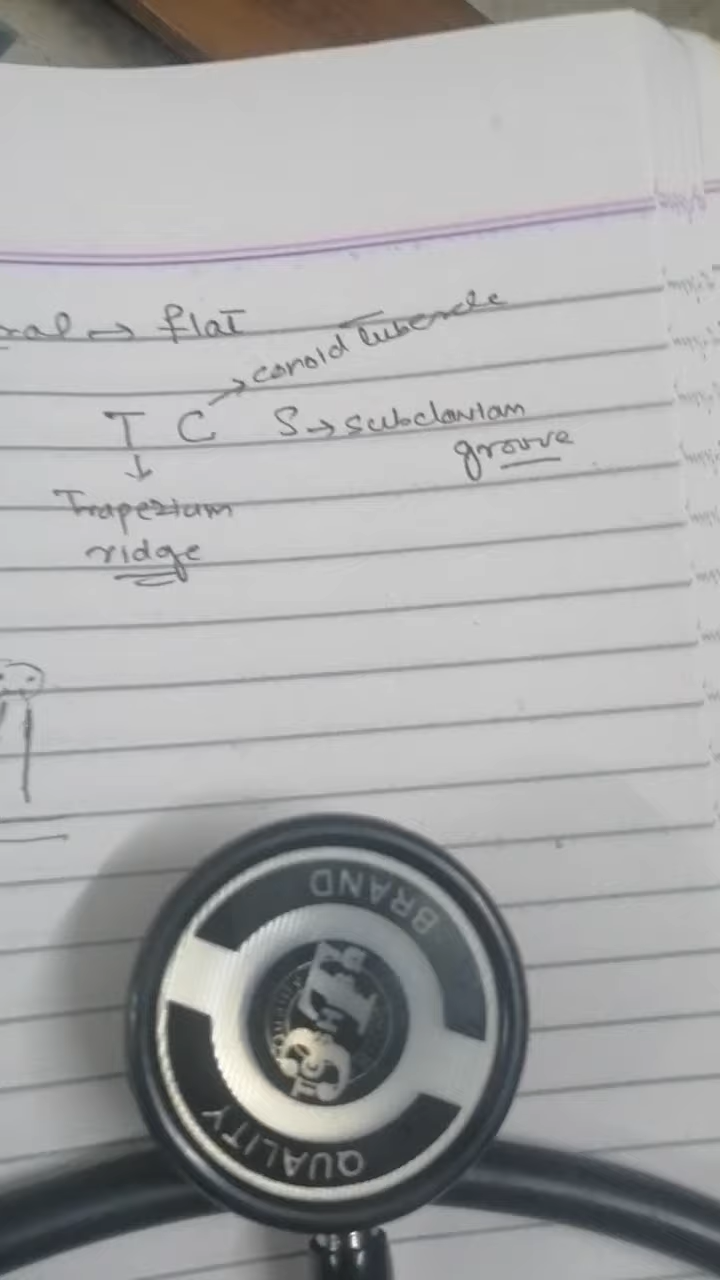 → flat
→ conoid tubercle
T C S → subclavian
groove
↓
Trapezium
ridge
BRAND
QUALITY